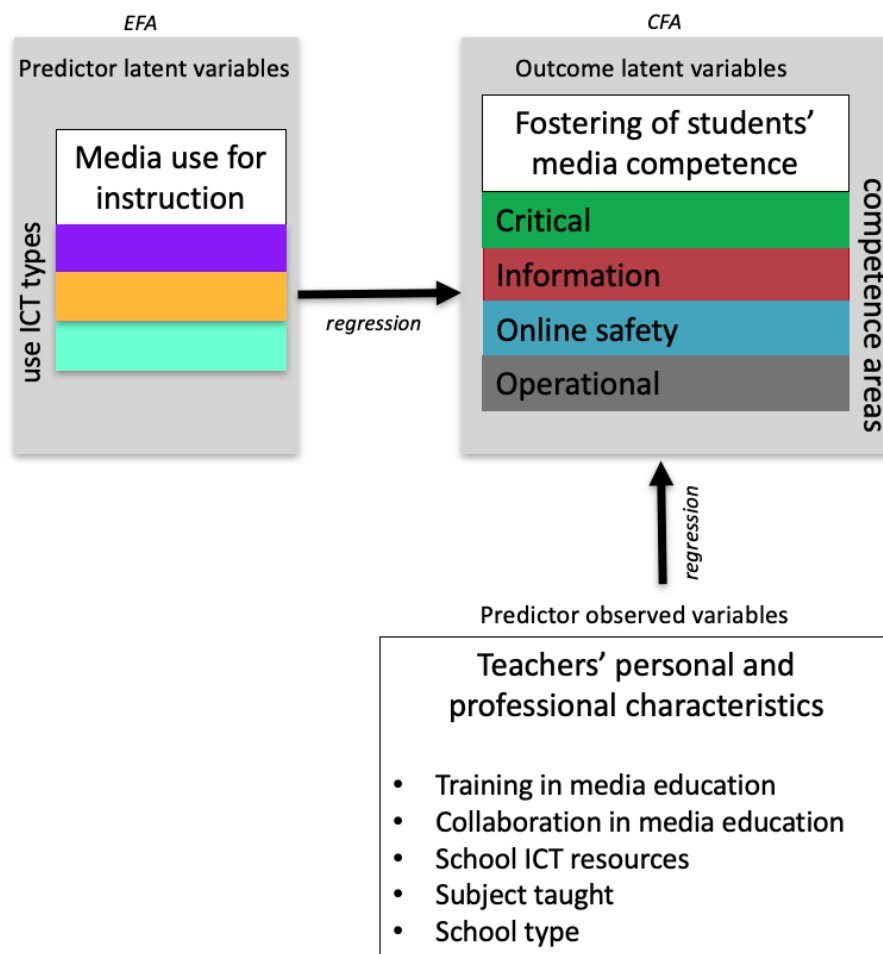 EFA
Predictor latent variables
Media use for
instruction
use ICT types
regression
CFA
Outcome latent variables
Fostering of students’
media competence
Critical
Information
Online safety
Operational
competence areas
regression
Predictor observed variables
Teachers’ personal and
professional characteristics
• Training in media education
• Collaboration in media education
• School ICT resources
• Subject taught
• School type